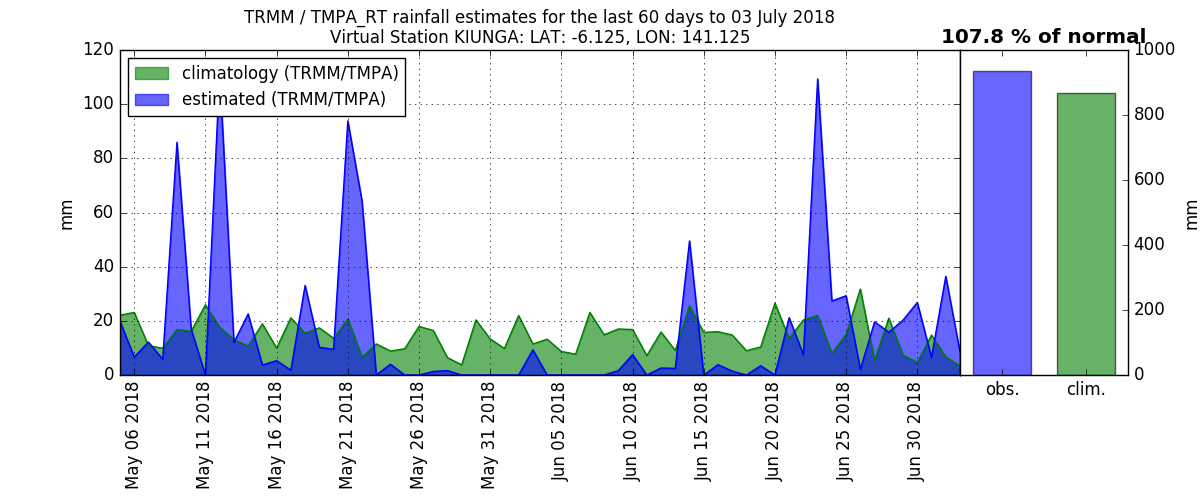 TRMM / TMPA_RT rainfall estimates for the last 60 days to 03 July 2018
Virtual Station KIUNGA: LAT: -6.125, LON: 141.125
107.8 % of normal
climatology (TRMM/TMPA)
estimated (TRMM/TMPA)
mm
120
100
80
60
40
20
0
May 06 2018
May 11 2018
May 16 2018
May 21 2018
May 26 2018
May 31 2018
Jun 05 2018
Jun 10 2018
Jun 15 2018
Jun 20 2018
Jun 25 2018
Jun 30 2018
obs.
clim.
1000
800
600
400
200
0
mm